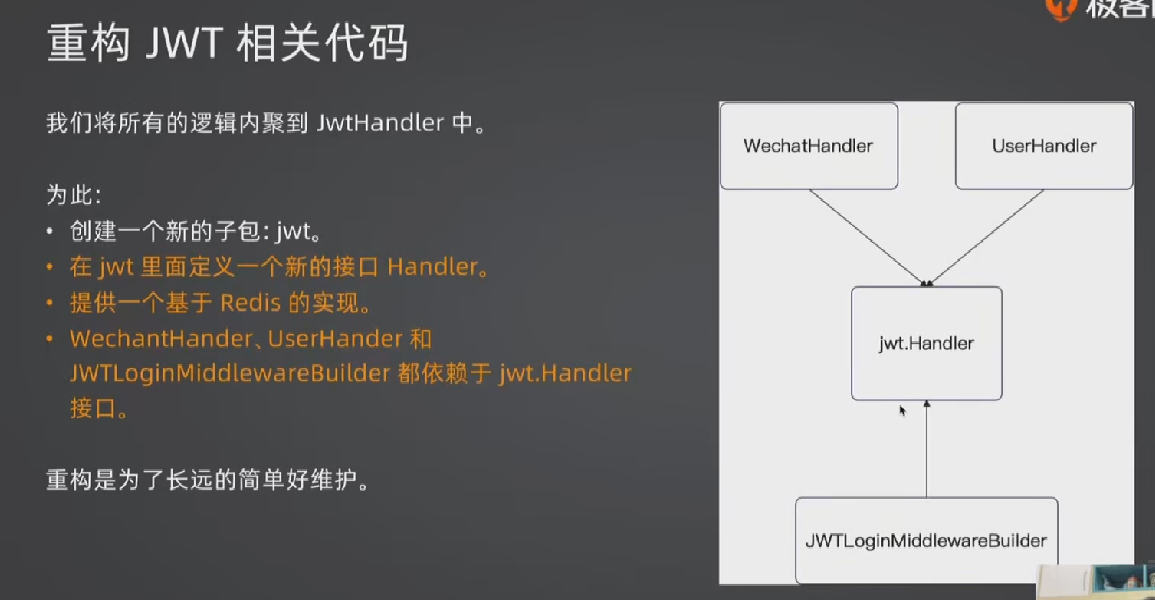 重构 JWT 相关代码
极客
我们将所有的逻辑内聚到 JwtHandler 中。
为此：
• 创建一个新的子包：jwt。
• 在 jwt 里面定义一个新的接口 Handler。
• 提供一个基于 Redis 的实现。
• WechantHander、UserHander 和
JWTLoginMiddlewareBuilder 都依赖于 jwt.Handler
接口。
重构是为了长远的简单好维护。
WechatHandler
UserHandler
jwt.Handler
JWTLoginMiddlewareBuilder